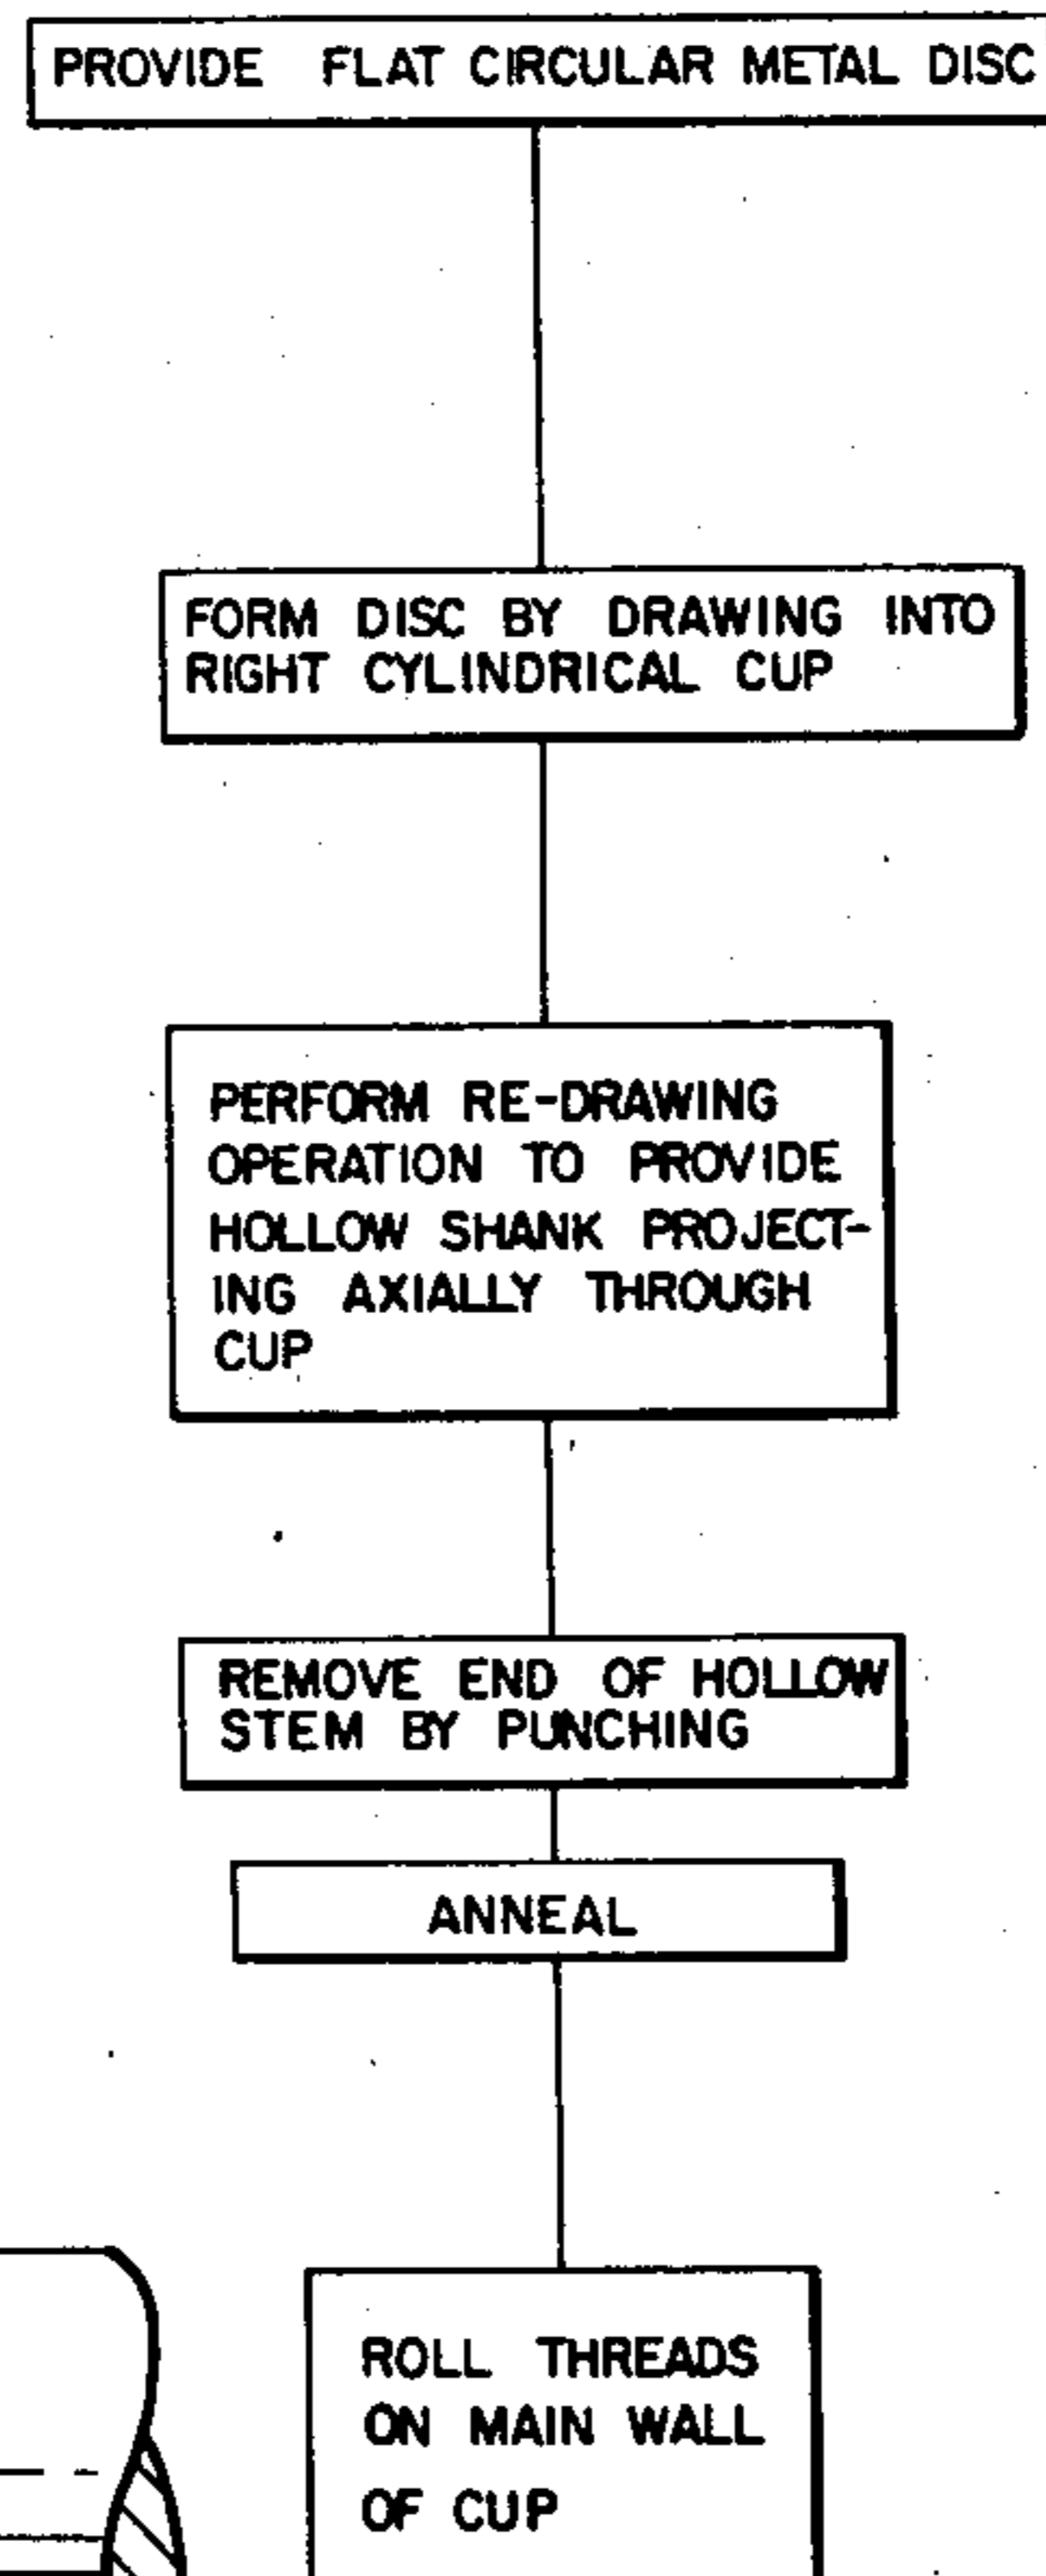 PROVIDE FLAT CIRCULAR METAL DISC
FORM DISC BY DRAWING INTO
RIGHT CYLINDRICAL CUP
PERFORM RE-DRAWING
OPERATION TO PROVIDE
HOLLOW SHANK PROJECT-
ING AXIALLY THROUGH
CUP
REMOVE END OF HOLLOW
STEM BY PUNCHING
ANNEAL
ROLL THREADS
ON MAIN WALL
OF CUP